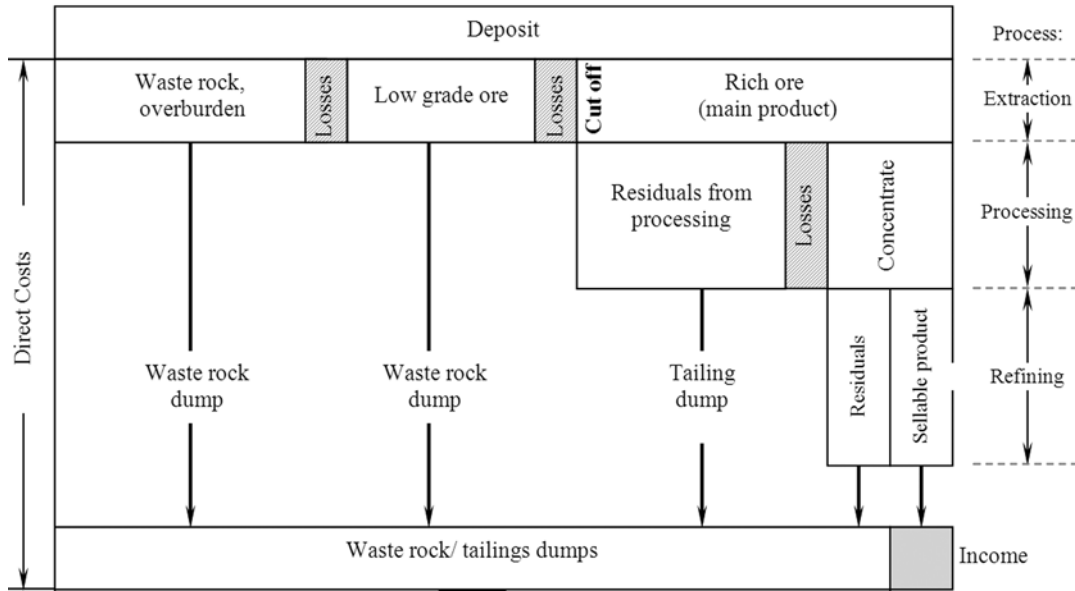 Deposit
Process:
Waste rock,
overburden
Losses
Low grade ore
Losses
Cut off
Rich ore
(main product)
Extraction
Residuals from
processing
Losses
Concentrate
Processing
Direct Costs
Waste rock
dump
Waste rock
dump
Tailing
dump
Residuals
Sellable product
Refining
Waste rock/ tailings dumps
Income